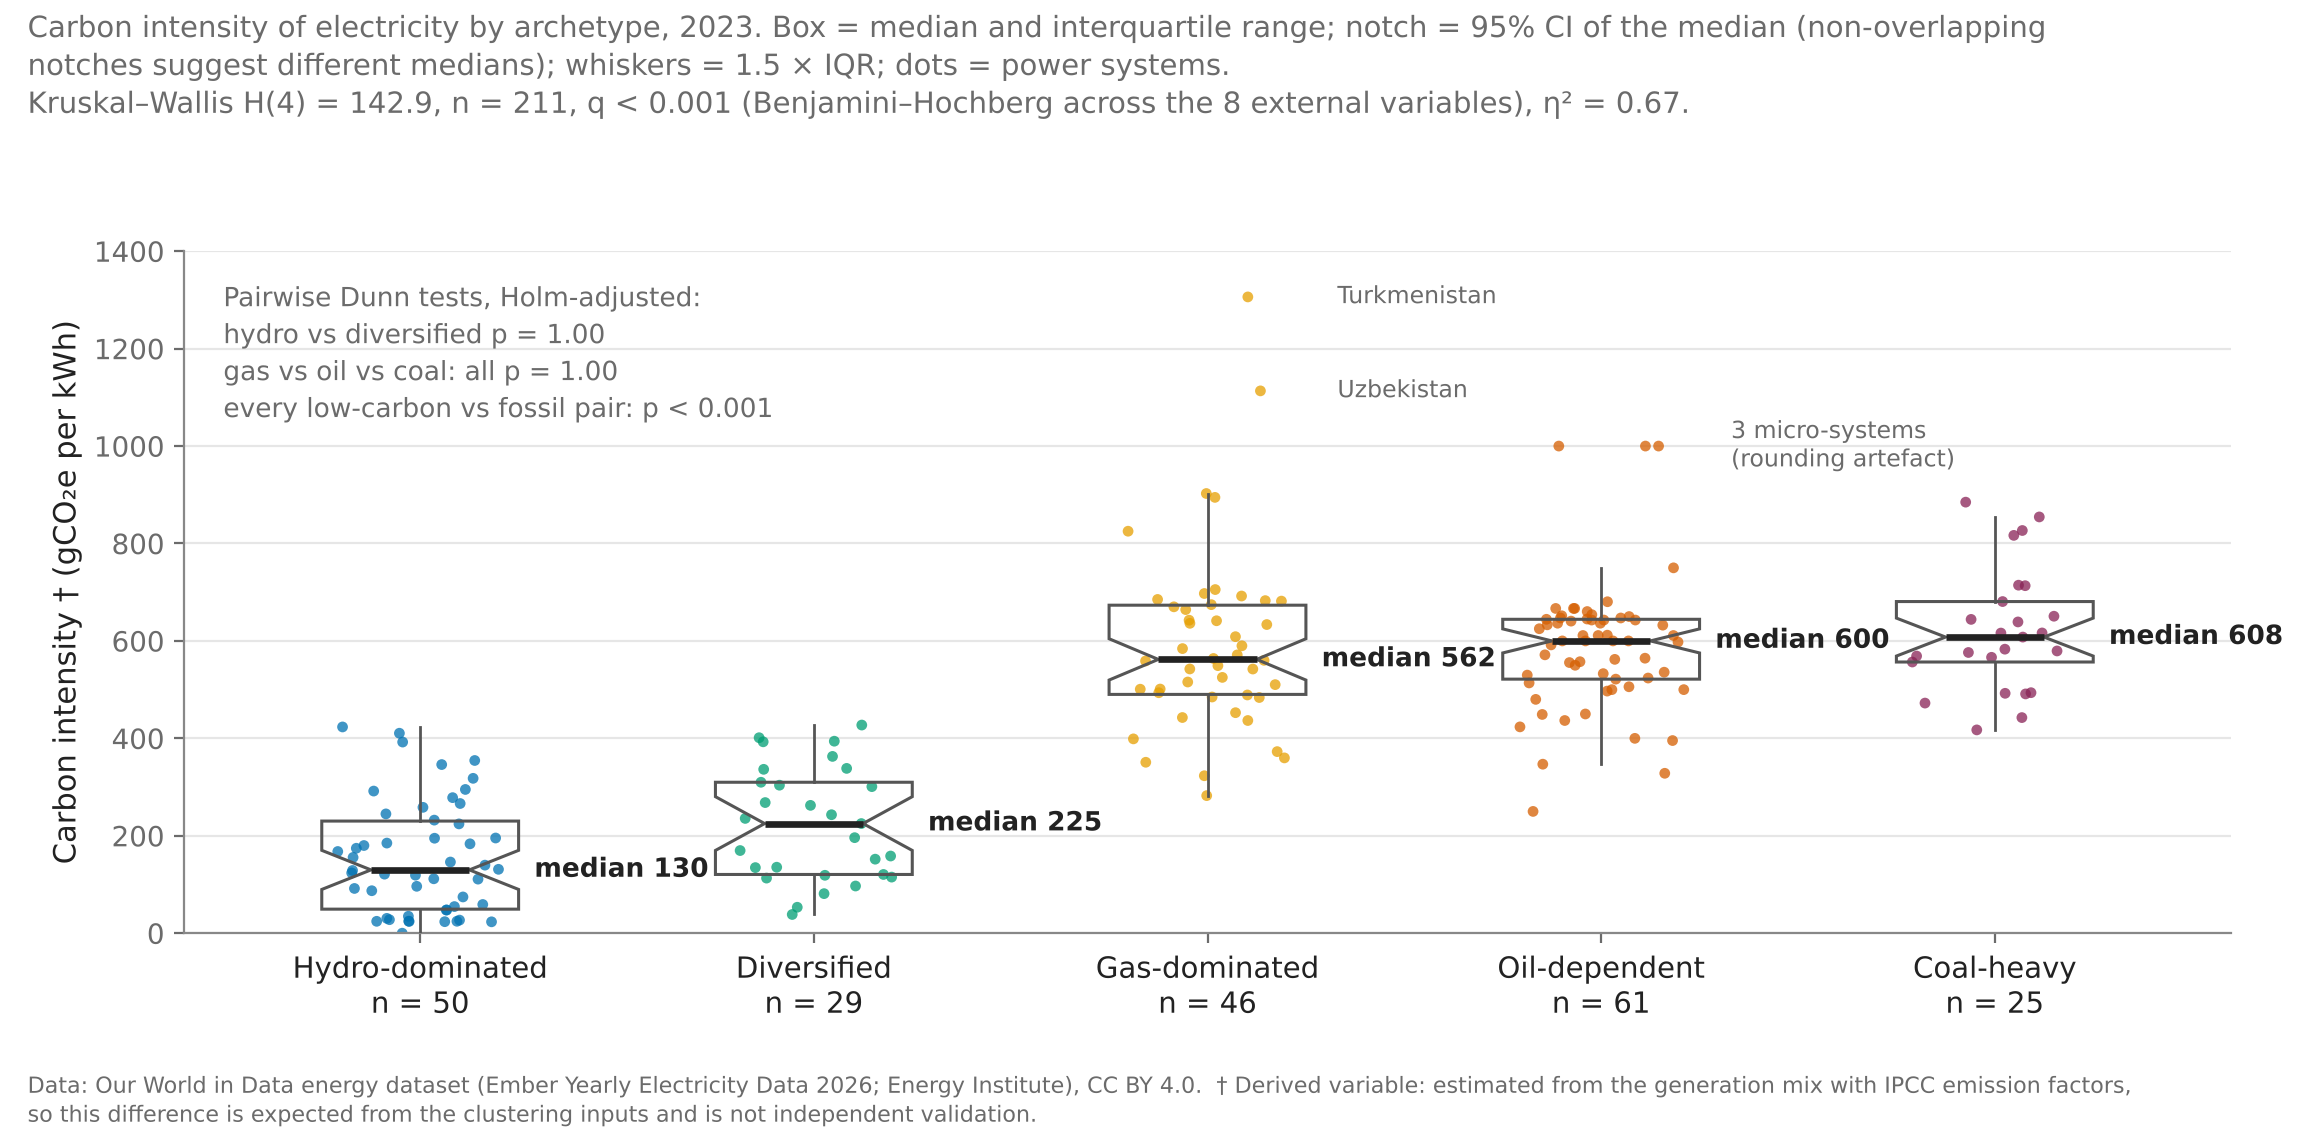 Carbon intensity of electricity by archetype, 2023. Box = median and interquartile range; notch = 95% CI of the median (non-overlapping
notches suggest different medians); whiskers = 1.5 × IQR; dots = power systems.
Kruskal–Wallis H(4) = 142.9, n = 211, q < 0.001 (Benjamini–Hochberg across the 8 external variables), η² = 0.67.
Carbon intensity † (gCO₂e per kWh)
1400
1200
1000
800
600
400
200
0
Pairwise Dunn tests, Holm-adjusted:
hydro vs diversified p = 1.00
gas vs oil vs coal: all p = 1.00
every low-carbon vs fossil pair: p < 0.001
Turkmenistan
Uzbekistan
3 micro-systems
(rounding artefact)
median 130
median 225
median 562
median 600
median 608
Hydro-dominated
n = 50
Diversified
n = 29
Gas-dominated
n = 46
Oil-dependent
n = 61
Coal-heavy
n = 25
Data: Our World in Data energy dataset (Ember Yearly Electricity Data 2026; Energy Institute), CC BY 4.0.  † Derived variable: estimated from the generation mix with IPCC emission factors,
so this difference is expected from the clustering inputs and is not independent validation.